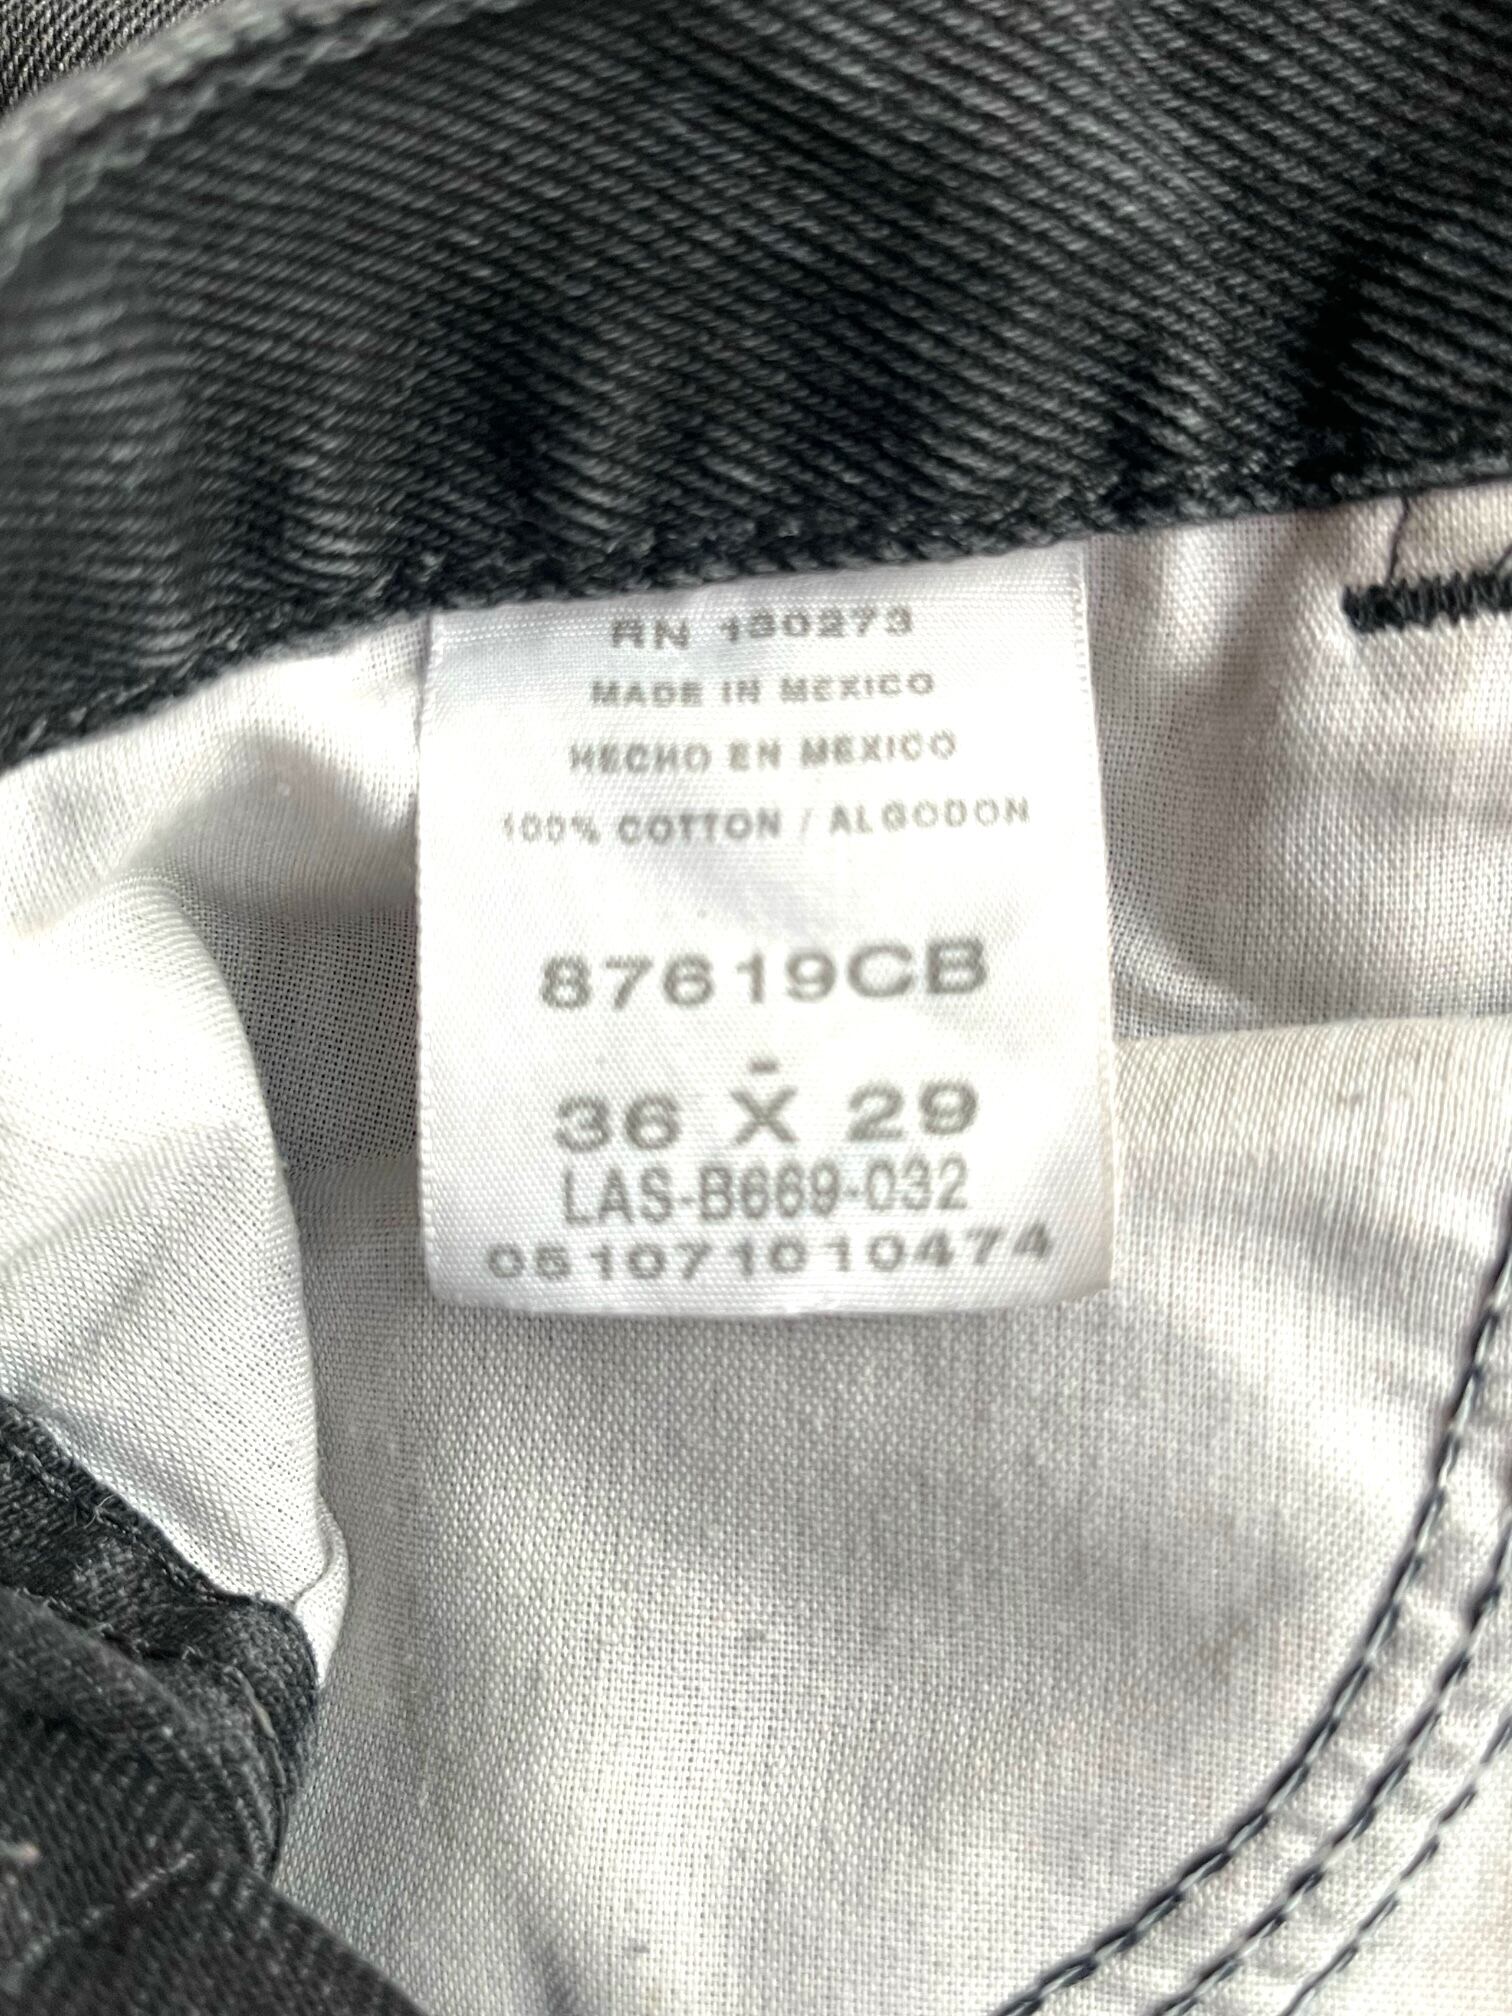 RN 130273
MADE IN MEXICO
HECHO EN MEXICO
100% COTTON / ALGODON
87619CB
-
36 X 29
LAS-B669-032
051071010474